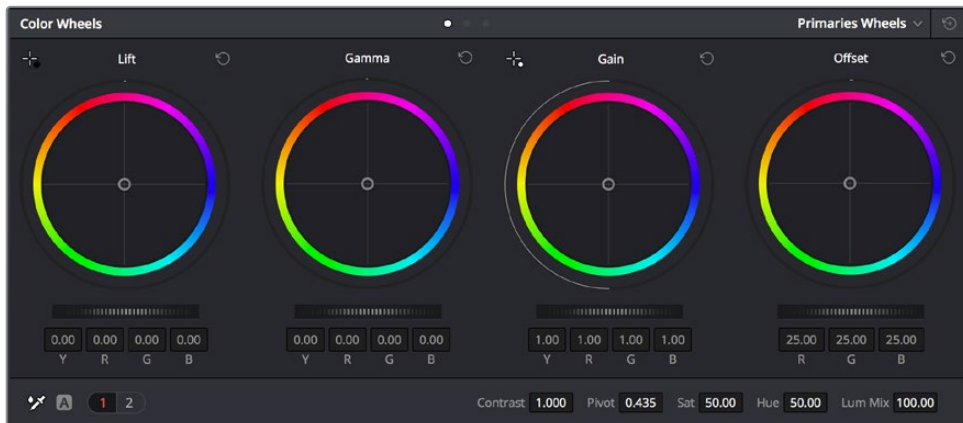 Color Wheels Primaries Wheels
Lift Gamma Gain Offset
0.00 0.00 0.00 0.00 0.00 0.00 0.00 0.00 1.00 1.00 1.00 1.00 25.00 25.00 25.00
Y R G B Y R G B Y R G B R G B
A 1 2 Contrast 1.000 Pivot 0.435 Sat 50.00 Hue 50.00 Lum Mix 100.00